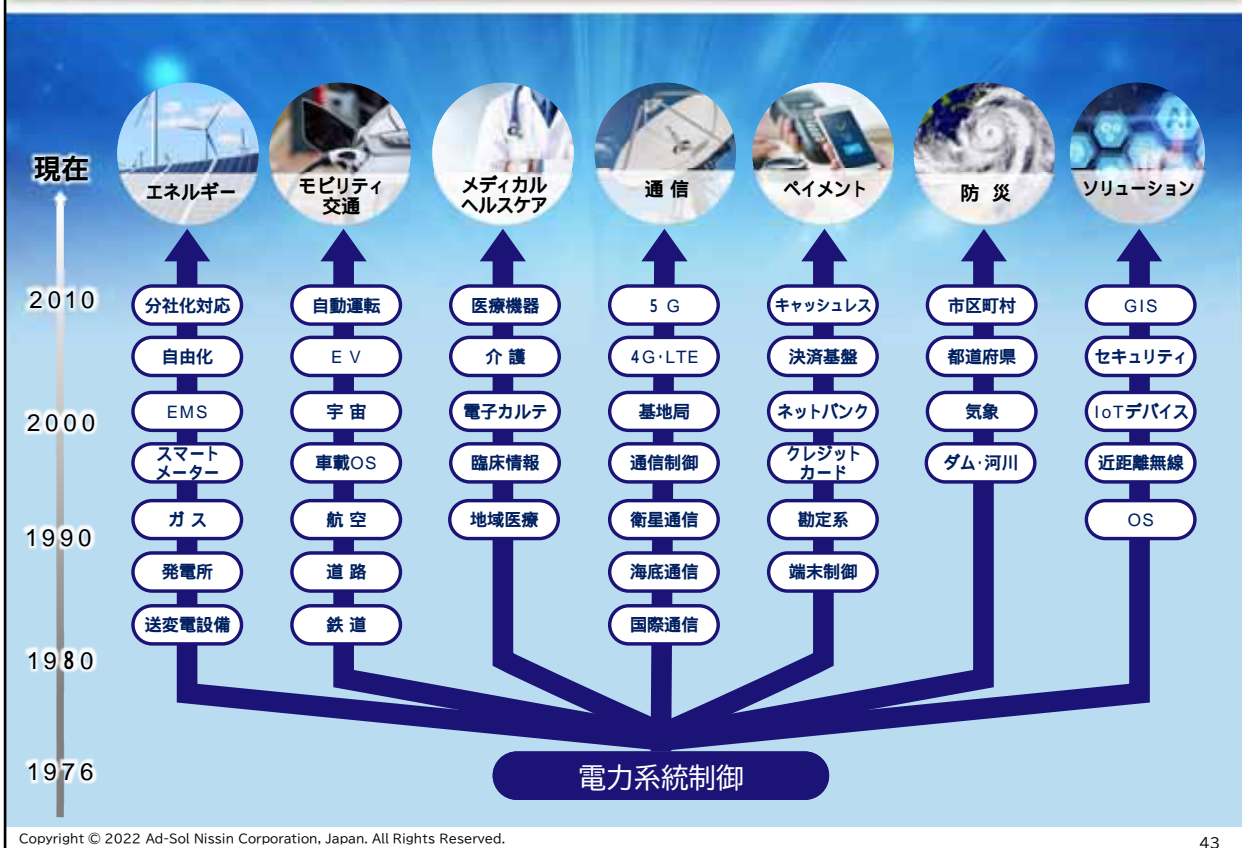 現在
2010
2000
1990
1980
1976
エネルギー
分社化対応
自由化
EMS
スマート
メーター
ガス
発電所
送変電設備
モビリティ
交通
自動運転
EV
宇宙
車載OS
航空
道路
鉄道
メディカル
ヘルスケア
医療機器
介護
電子カルテ
臨床情報
地域医療
通信
5G
4G･LTE
基地局
通信制御
衛星通信
海底通信
国際通信
ペイメント
キャッシュレス
決済基盤
ネットバンク
クレジット
カード
勘定系
端末制御
防災
市区町村
都道府県
気象
ダム･河川
ソリューション
GIS
セキュリティ
IoTデバイス
近距離無線
OS
電力系統制御
Copyright © 2022 Ad-Sol Nissin Corporation, Japan. All Rights Reserved.
43